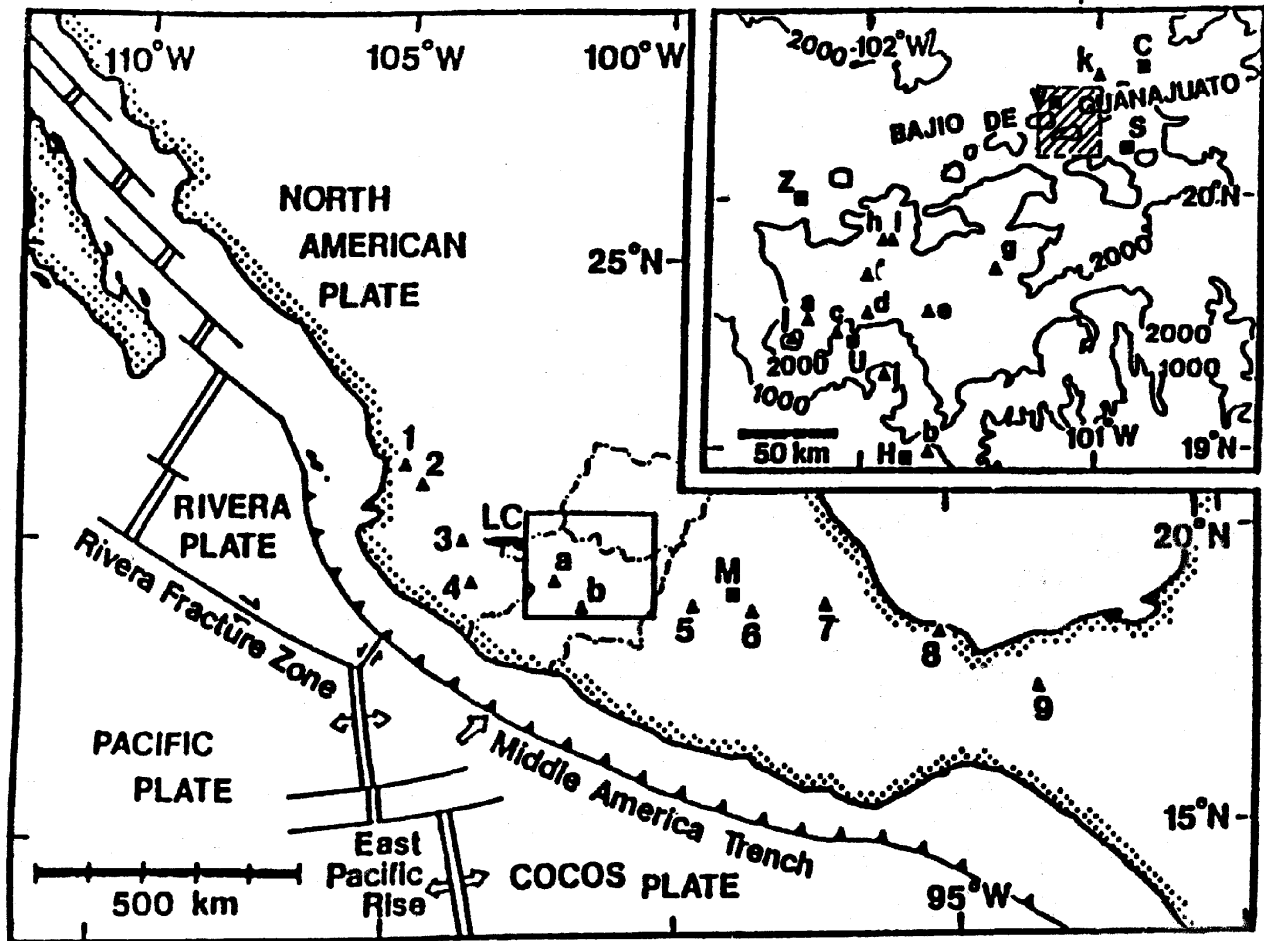 110°W
105°W
100°W
NORTH
AMERICAN
PLATE
25°N
1
2
RIVERA
PLATE
3
LC
4
a
b
M
5
6
7
8
9
20°N
Rivera Fracture Zone
PACIFIC
PLATE
Middle America Trench
15°N
East
Pacific
Rise
COCOS PLATE
95°W
500 km
2000
102°W
k
C
GUANAJUATO
BAJIO DE
S
Z
20°N
h i
g
f
2000
a
c
d
e
2000
U
j
2000
1000
1000
b
101°W
H
19°N
50 km